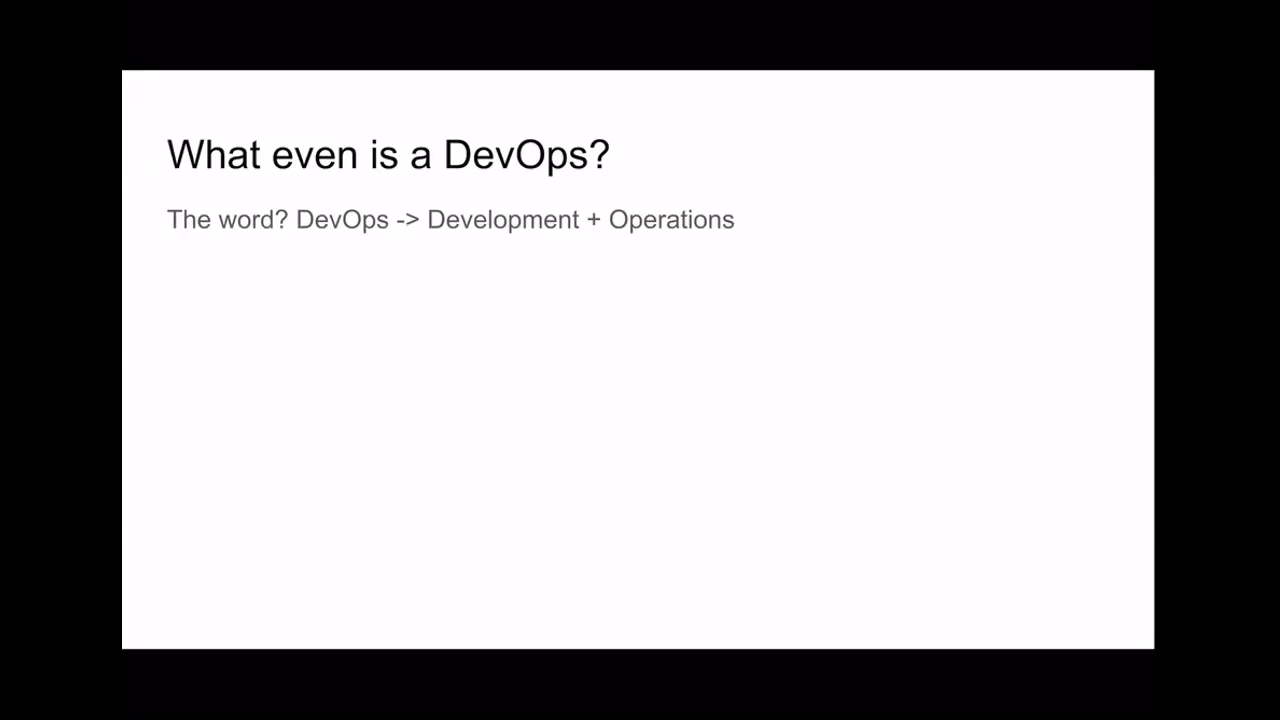 What even is a DevOps?
The word? DevOps -> Development + Operations